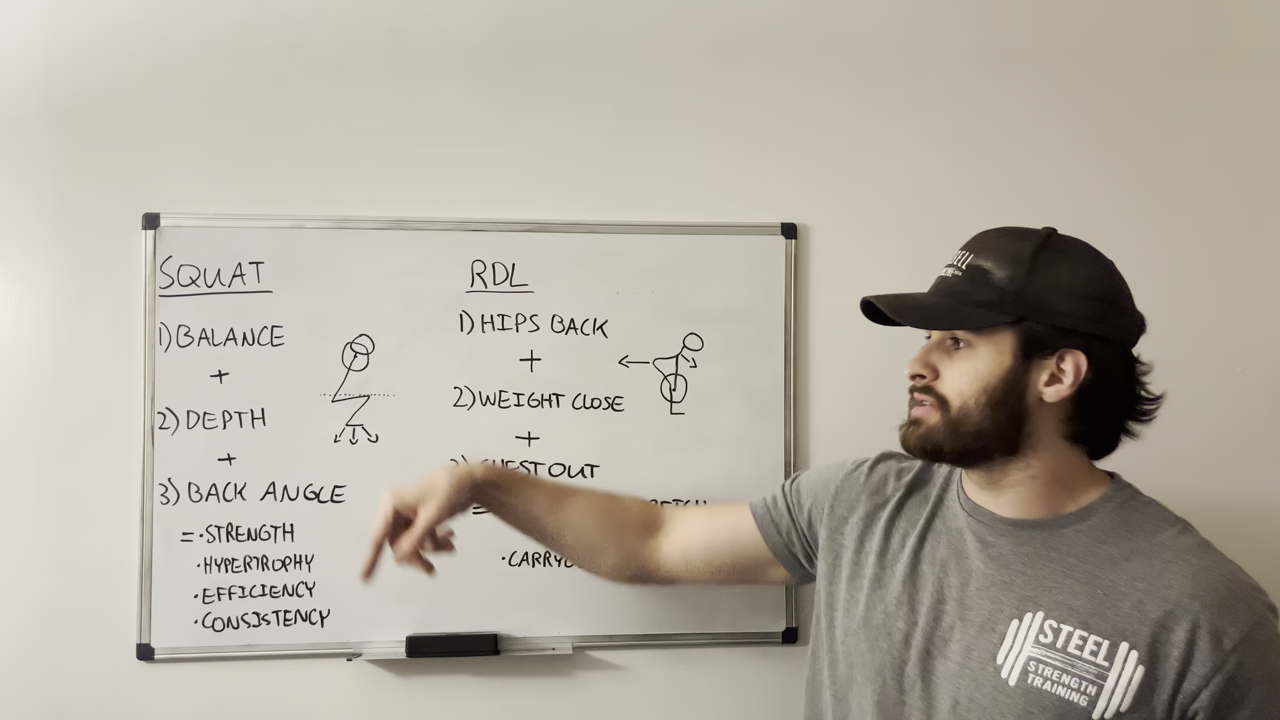 SQUAT
1) BALANCE
+
2) DEPTH
+
3) BACK ANGLE
= · STRENGTH
· HYPERTROPHY
· EFFICIENCY
· CONSISTENCY
RDL
1) HIPS BACK
+
2) WEIGHT CLOSE
+
OUT
STEEL
STRENGTH
TRAINING